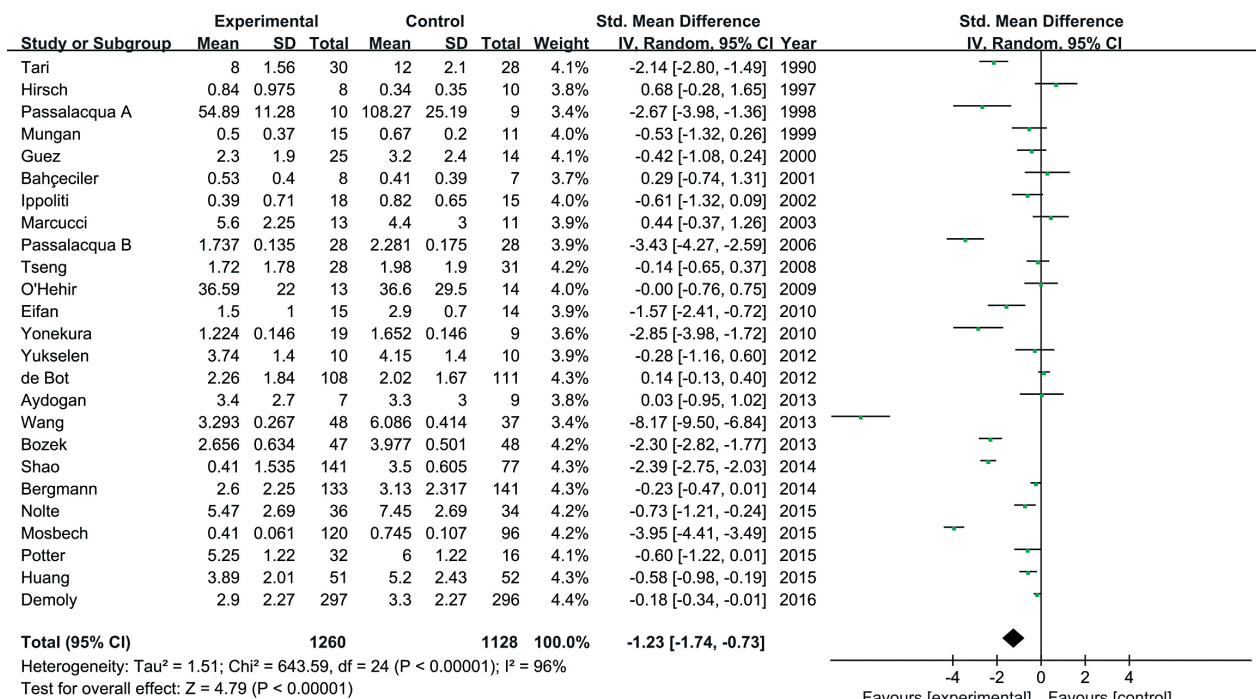 Experimental Control Std. Mean Difference Std. Mean Difference
Study or Subgroup Mean SD Total Mean SD Total Weight IV, Random, 95% CI Year IV, Random, 95% CI
Tari 8 1.56 30 12 2.1 28 4.1% -2.14 [-2.80, -1.49] 1990
Hirsch 0.84 0.975 8 0.34 0.35 10 3.8% 0.68 [-0.28, 1.65] 1997
Passalacqua A 54.89 11.28 10 108.27 25.19 9 3.4% -2.67 [-3.98, -1.36] 1998
Mungan 0.5 0.37 15 0.67 0.2 11 4.0% -0.53 [-1.32, 0.26] 1999
Guez 2.3 1.9 25 3.2 2.4 14 4.1% -0.42 [-1.08, 0.24] 2000
Bahçeciler 0.53 0.4 8 0.41 0.39 7 3.7% 0.29 [-0.74, 1.31] 2001
Ippoliti 0.39 0.71 18 0.82 0.65 15 4.0% -0.61 [-1.32, 0.09] 2002
Marcucci 5.6 2.25 13 4.4 3 11 3.9% 0.44 [-0.37, 1.26] 2003
Passalacqua B 1.737 0.135 28 2.281 0.175 28 3.9% -3.43 [-4.27, -2.59] 2006
Tseng 1.72 1.78 28 1.98 1.9 31 4.2% -0.14 [-0.65, 0.37] 2008
O'Hehir 36.59 22 13 36.6 29.5 14 4.0% -0.00 [-0.76, 0.75] 2009
Eifan 1.5 1 15 2.9 0.7 14 3.9% -1.57 [-2.41, -0.72] 2010
Yonekura 1.224 0.146 19 1.652 0.146 9 3.6% -2.85 [-3.98, -1.72] 2010
Yukselen 3.74 1.4 10 4.15 1.4 10 3.9% -0.28 [-1.16, 0.60] 2012
de Bot 2.26 1.84 108 2.02 1.67 111 4.3% 0.14 [-0.13, 0.40] 2012
Aydogan 3.4 2.7 7 3.3 3 9 3.8% 0.03 [-0.95, 1.02] 2013
Wang 3.293 0.267 48 6.086 0.414 37 3.4% -8.17 [-9.50, -6.84] 2013
Bozek 2.656 0.634 47 3.977 0.501 48 4.2% -2.30 [-2.82, -1.77] 2013
Shao 0.41 1.535 141 3.5 0.605 77 4.3% -2.39 [-2.75, -2.03] 2014
Bergmann 2.6 2.25 133 3.13 2.317 141 4.3% -0.23 [-0.47, 0.01] 2014
Nolte 5.47 2.69 36 7.45 2.69 34 4.2% -0.73 [-1.21, -0.24] 2015
Mosbech 0.41 0.061 120 0.745 0.107 96 4.2% -3.95 [-4.41, -3.49] 2015
Potter 5.25 1.22 32 6 1.22 16 4.1% -0.60 [-1.22, 0.01] 2015
Huang 3.89 2.01 51 5.2 2.43 52 4.3% -0.58 [-0.98, -0.19] 2015
Demoly 2.9 2.27 297 3.3 2.27 296 4.4% -0.18 [-0.34, -0.01] 2016
Total (95% CI) 1260 1128 100.0% -1.23 [-1.74, -0.73]
Heterogeneity: Tau² = 1.51; Chi² = 643.59, df = 24 (P < 0.00001); I² = 96%
Test for overall effect: Z = 4.79 (P < 0.00001)
-4 -2 0 2 4
Favours [experimental] Favours [control]